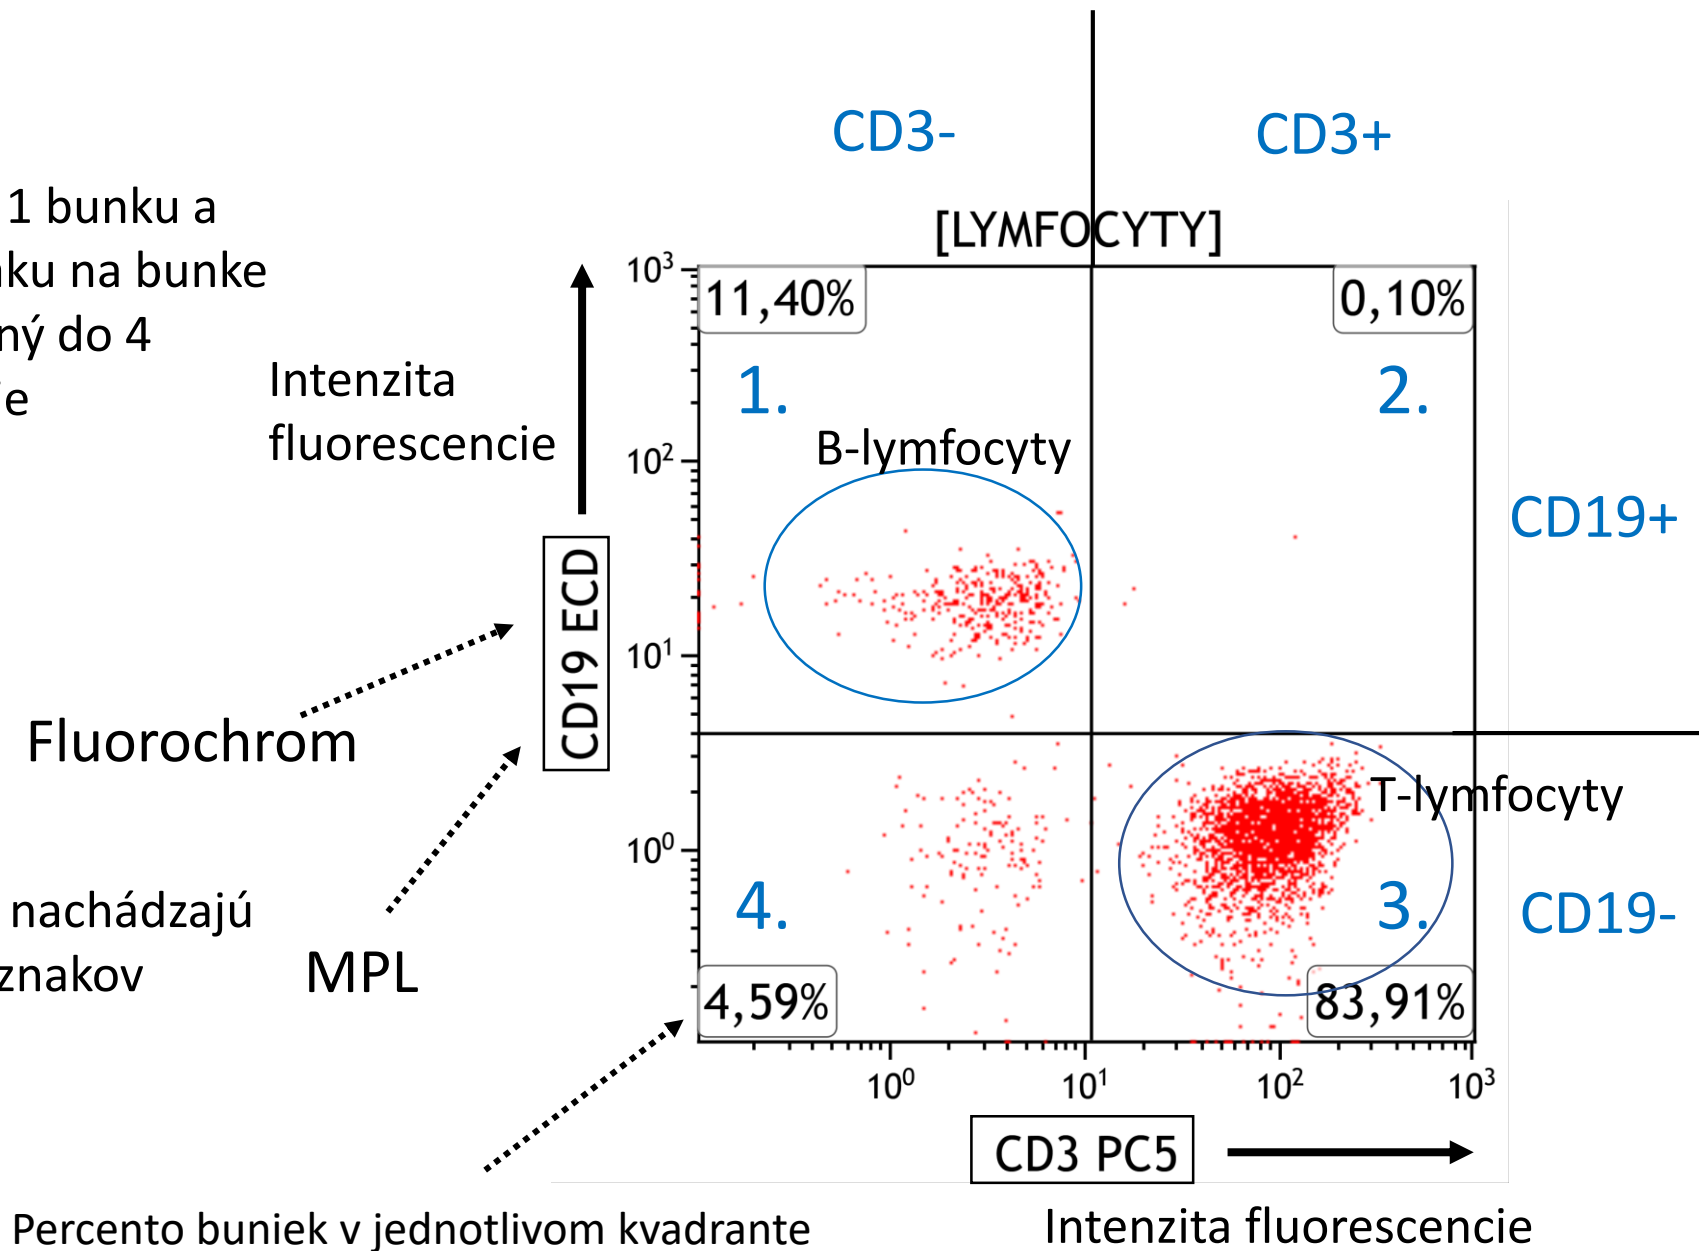 CD3-
CD3+
1 bunku a
nku na bunke
ný do 4
e
[LYMFOCYTY]
10³
11,40%
0,10%
Intenzita
fluorescencie
1.
2.
B-lymfocyty
10²
CD19+
CD19 ECD
10¹
Fluorochrom
T-lymfocyty
10⁰
4.
3.
CD19-
nachádzajú
znakov
MPL
4,59%
83,91%
10⁰
10¹
10²
10³
CD3 PC5
Percento buniek v jednotlivom kvadrante
Intenzita fluorescencie